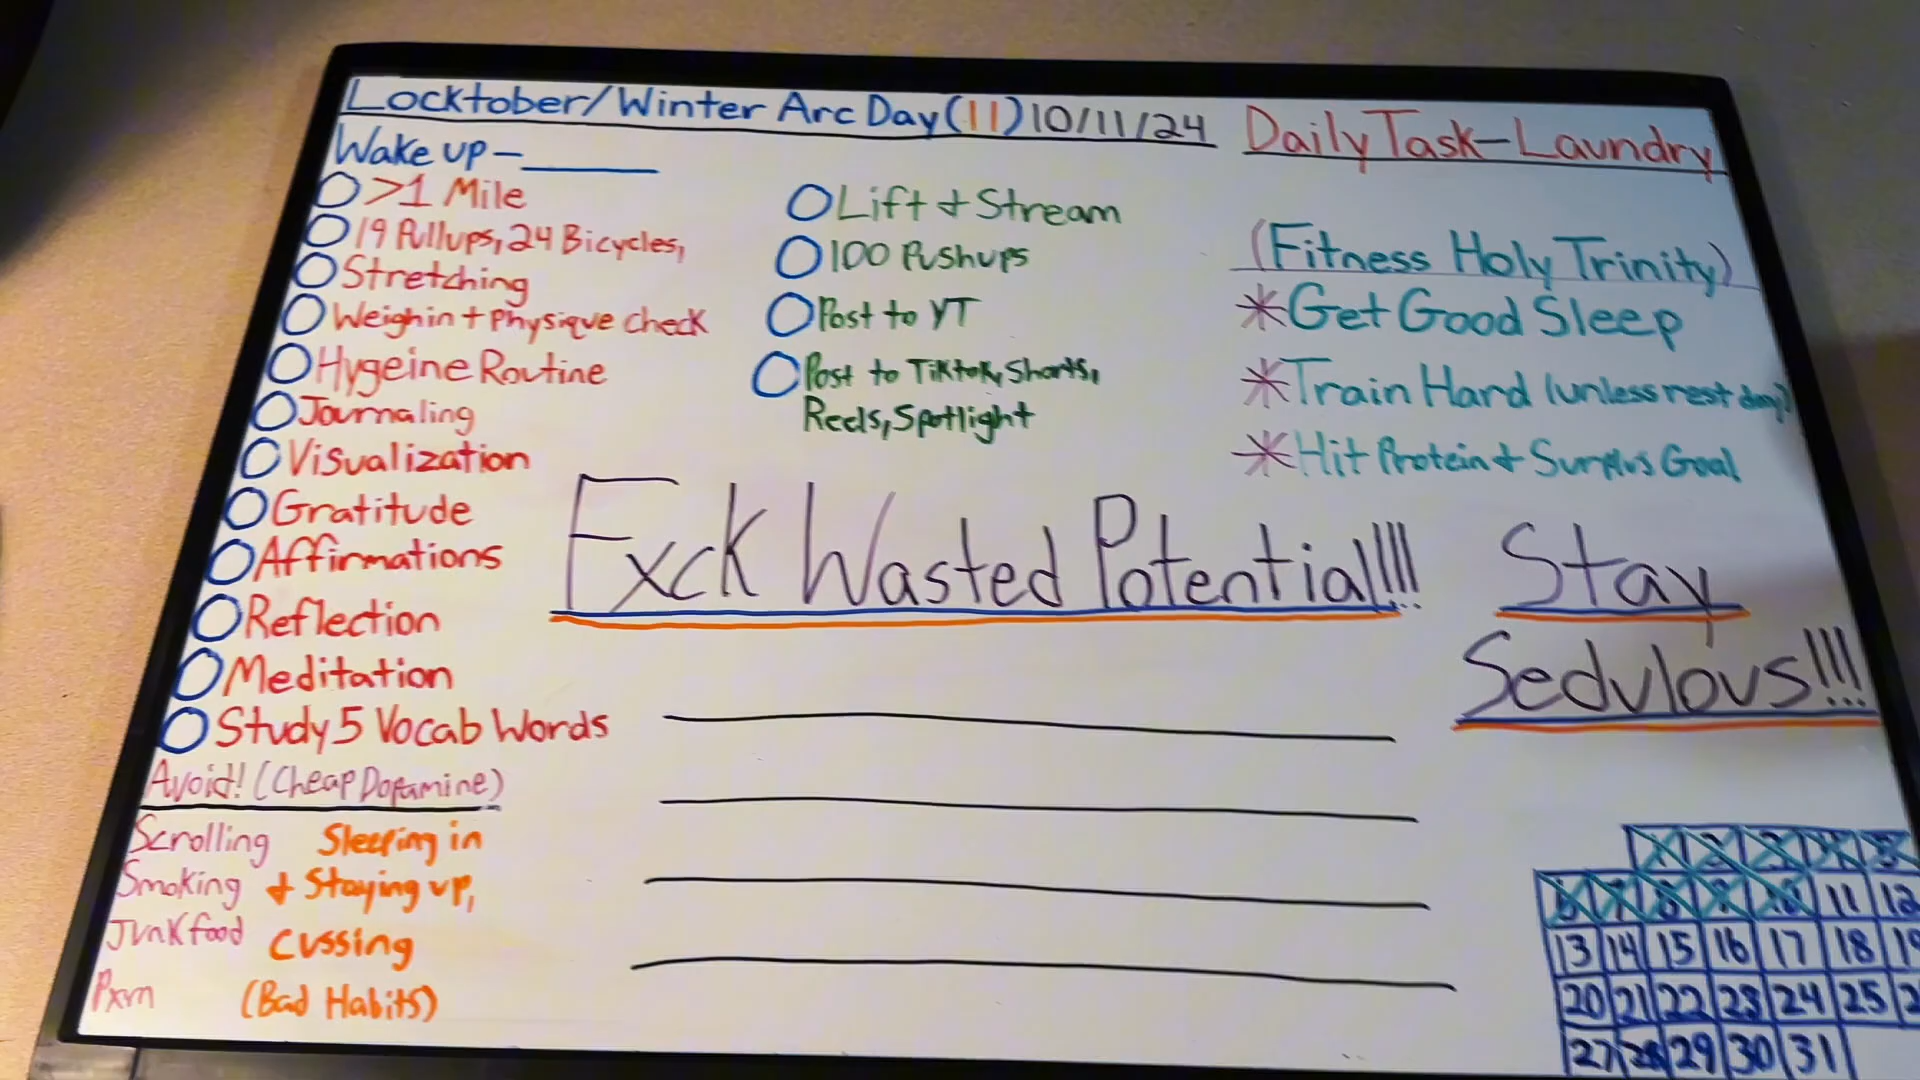 Locktober/Winter Arc Day (11) 10/11/24
Daily Task-Laundry
Wake up-
>1 Mile
19 Pullups, 24 Bicycles,
Stretching
Weigh in + physique check
Hygeine Routine
Journaling
Visualization
Gratitude
Affirmations
Reflection
Meditation
Study 5 Vocab Words
Avoid! (Cheap Dopamine)
Scrolling
Smoking
Junk food
Pxrn
Sleeping in
+ Staying up,
Cussing
(Bad Habits)
Lift + Stream
100 Pushups
Post to YT
Post to Tiktok, Shorts,
Reels, Spotlight
(Fitness Holy Trinity)
*Get Good Sleep
*Train Hard (unless rest day)
*Hit Protein + Surplus Goal
Fxck Wasted Potential!!!
Stay
Sedulous!!!
1 2 3 4 5
6 7 8 9 10 11 12
13 14 15 16 17 18 19
20 21 22 23 24 25
27 28 29 30 31